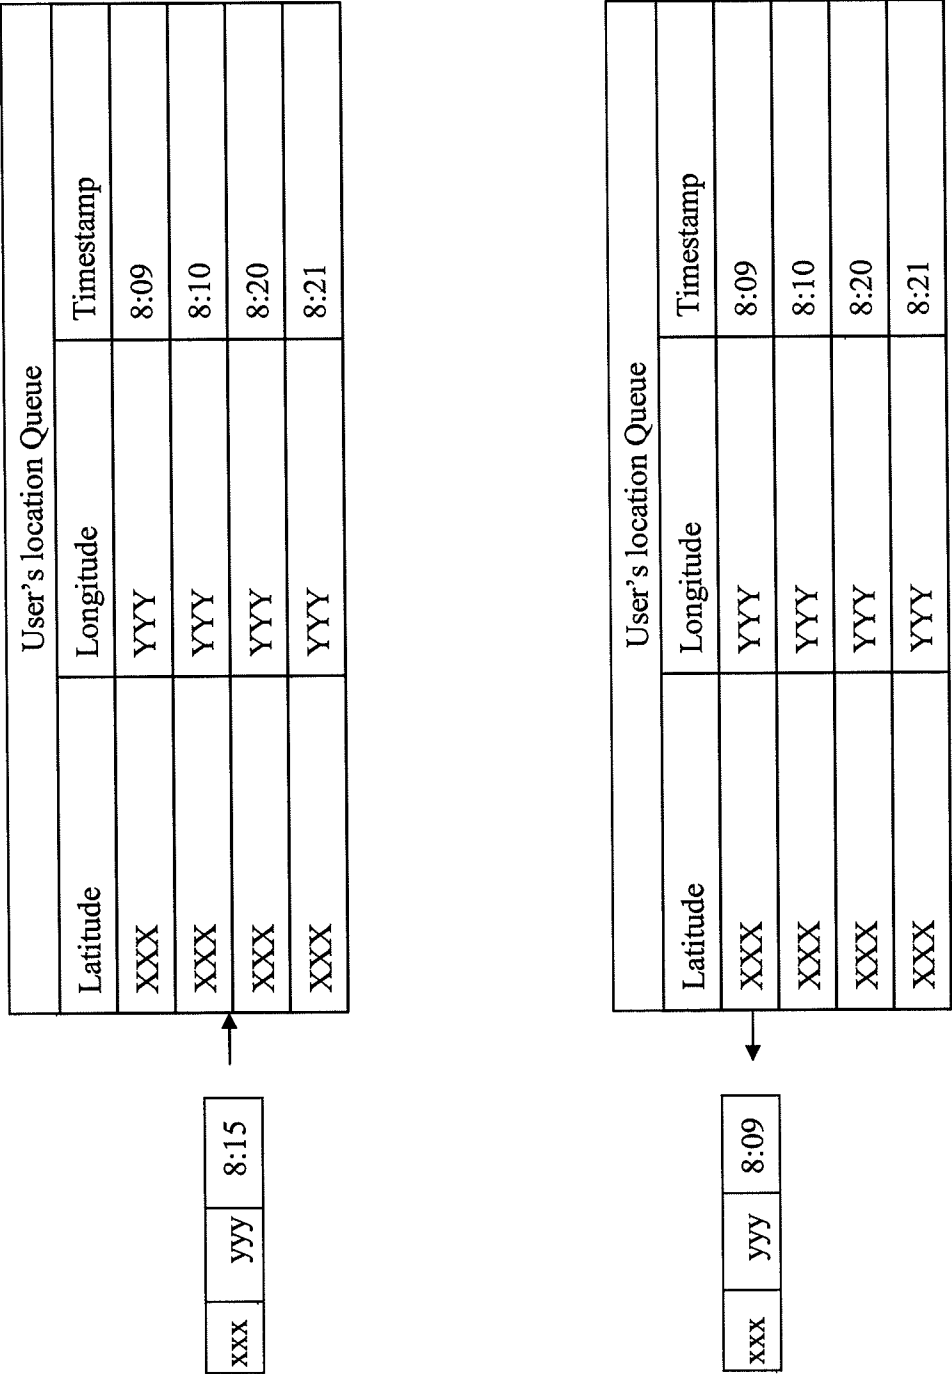 User's location Queue
Latitude Longitude Timestamp
XXX YYY 8:09
XXX YYY 8:10
xxx yyy 8:15
XXX YYY 8:20
XXX YYY 8:21
User's location Queue
Latitude Longitude Timestamp
xxx yyy 8:09
XXX YYY 8:09
XXX YYY 8:10
XXX YYY 8:20
XXX YYY 8:21